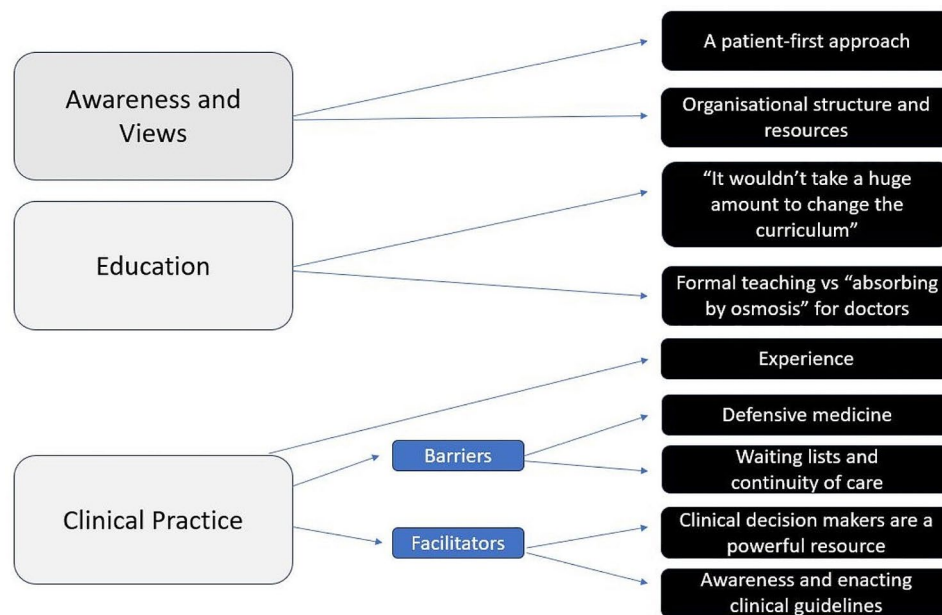 Awareness and
Views
A patient-first approach
Organisational structure and
resources
Education
“It wouldn’t take a huge
amount to change the
curriculum”
Formal teaching vs “absorbing
by osmosis” for doctors
Clinical Practice
Experience
Barriers
Defensive medicine
Waiting lists and
continuity of care
Facilitators
Clinical decision makers are a
powerful resource
Awareness and enacting
clinical guidelines